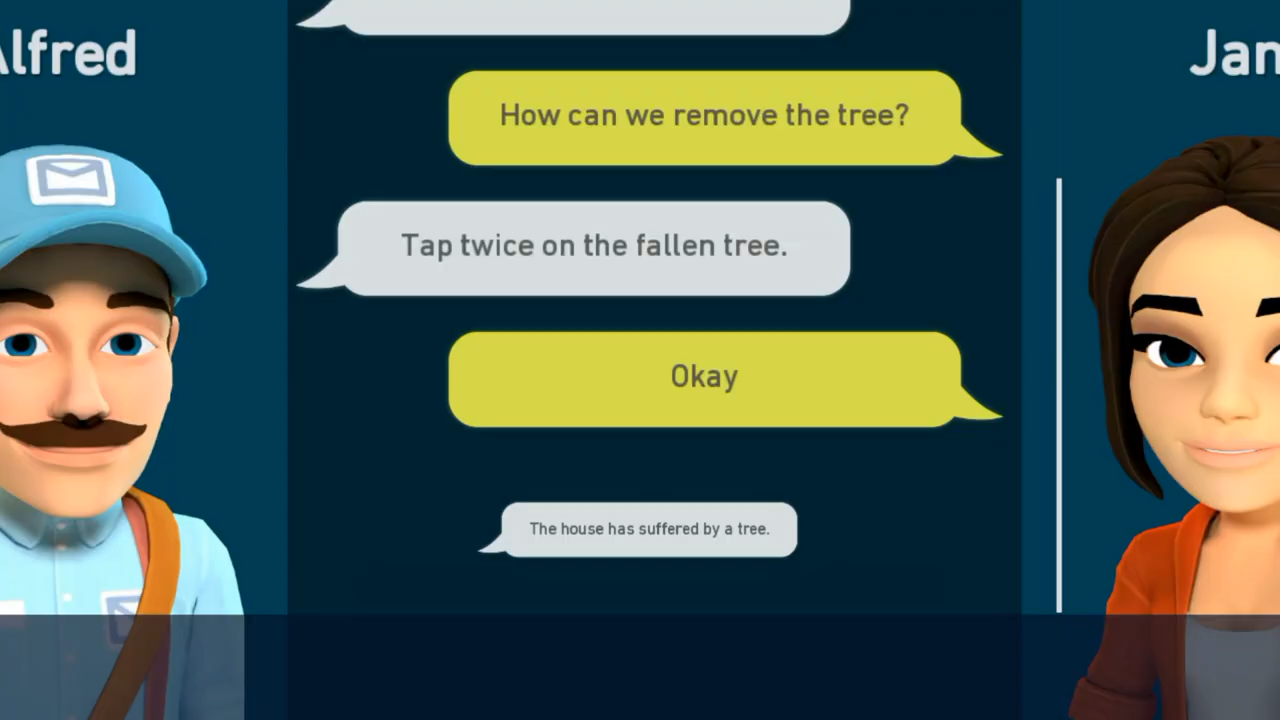 Alfred
Jan
How can we remove the tree?
Tap twice on the fallen tree.
Okay
The house has suffered by a tree.